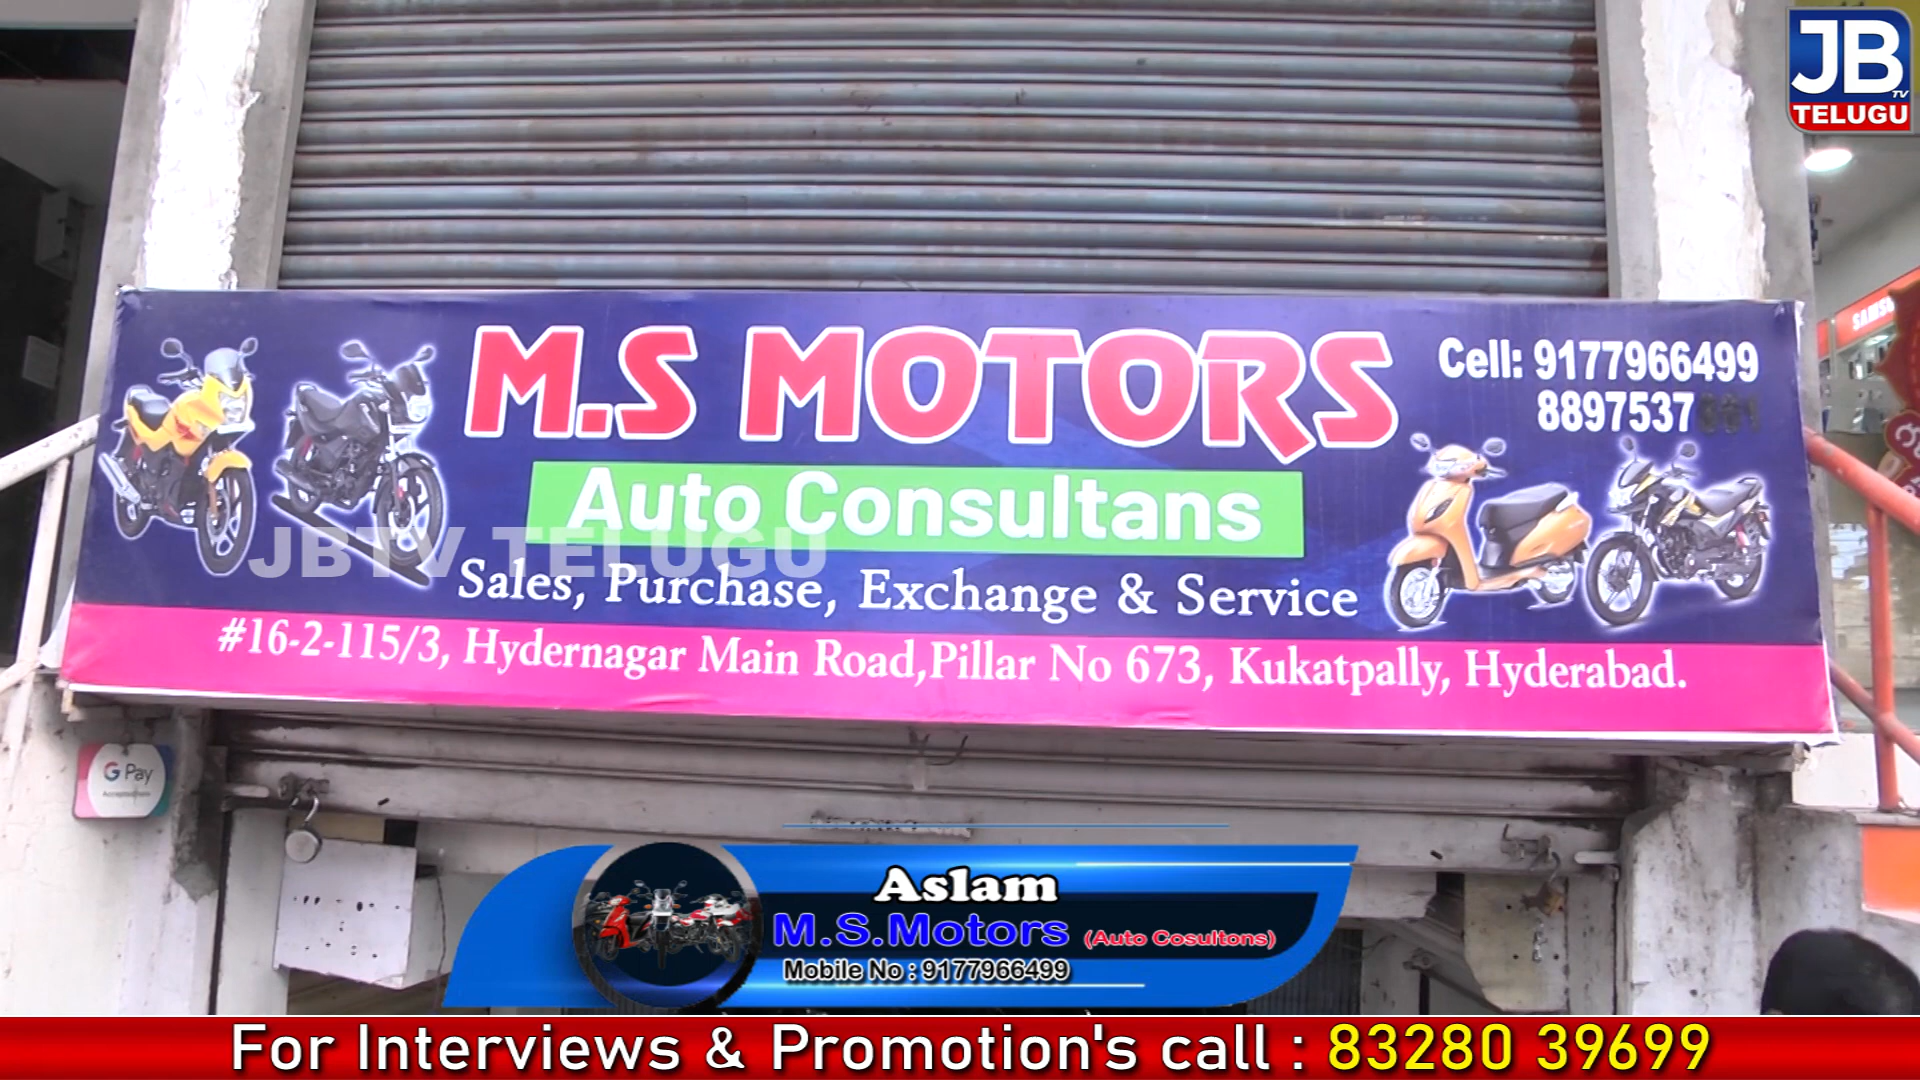 JB
TV
TELUGU
SAMSU
M.S MOTORS
Cell: 9177966499
8897537
Auto Consultans
JBTV TELUGU
Sales, Purchase, Exchange & Service
#16-2-115/3, Hydernagar Main Road,Pillar No 673, Kukatpally, Hyderabad.
G Pay
Aslam
M.S.Motors (Auto Cosultons)
Mobile No : 9177966499
For Interviews & Promotion's call : 83280 39699